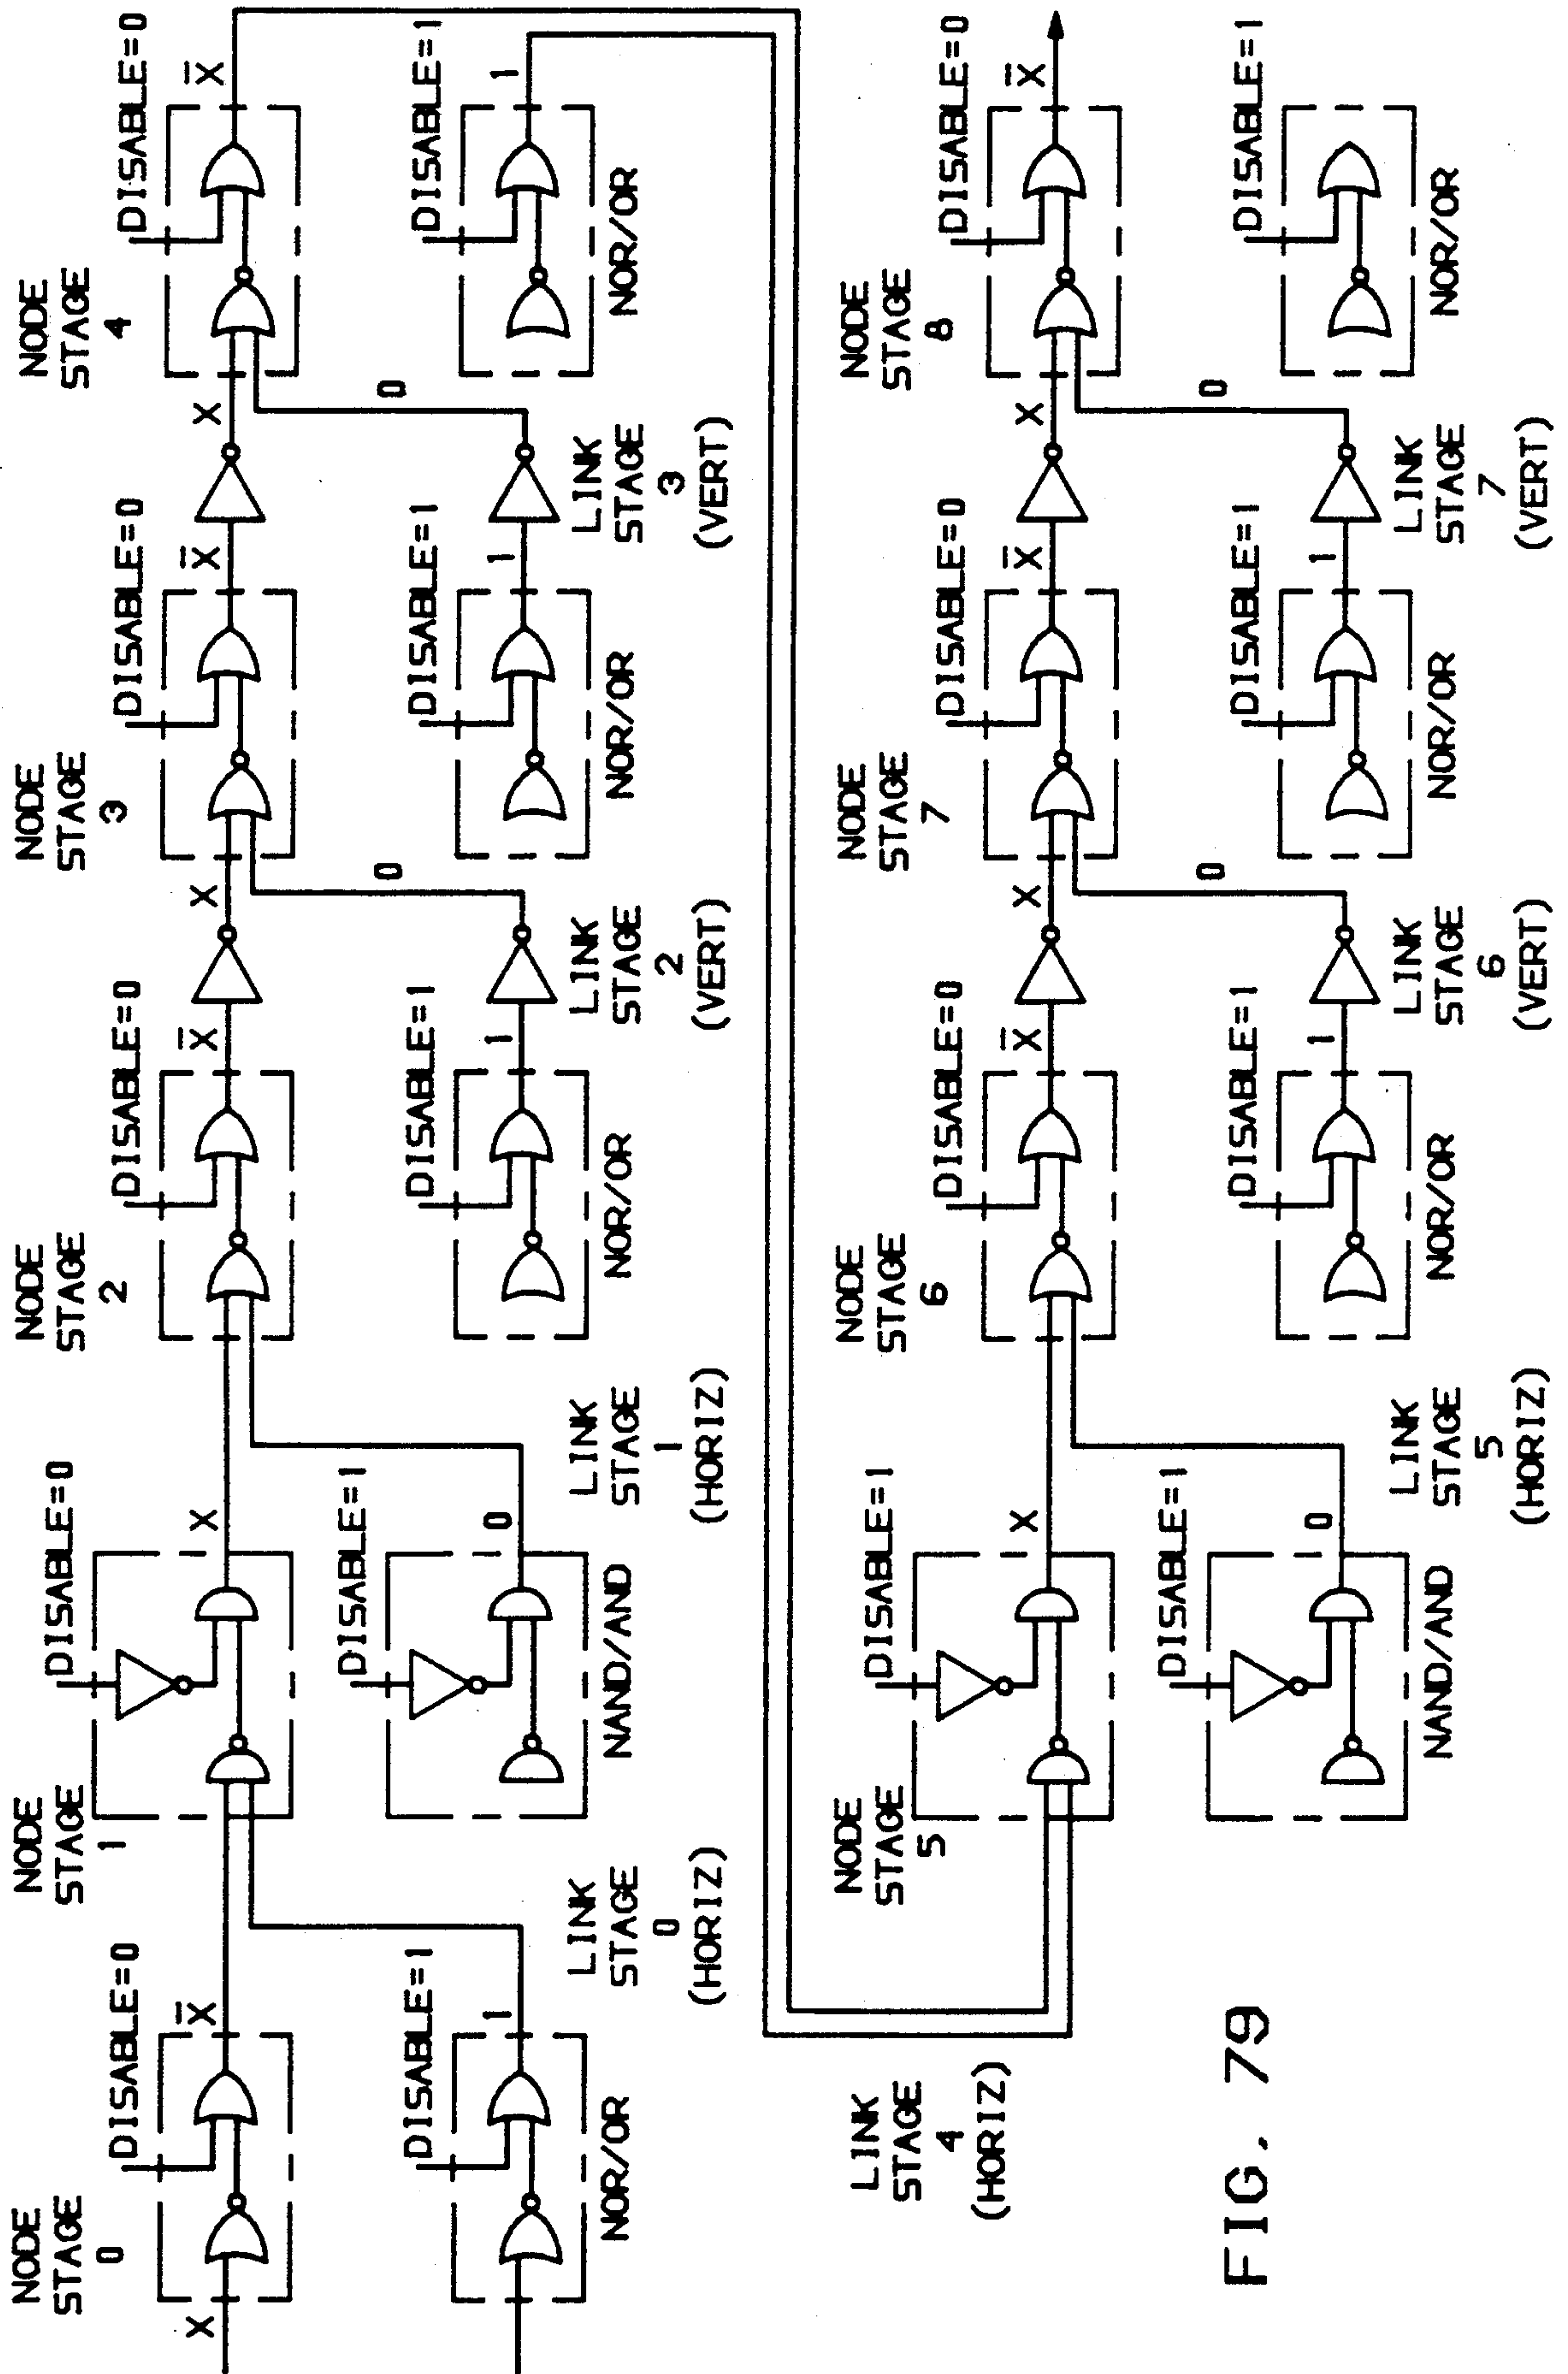 NODE
STAGE
0
X
DISABLE=0
X̄
DISABLE=1
1
NOR/OR
LINK
STAGE
0
(HORIZ)
NODE
STAGE
1
DISABLE=0
X
DISABLE=1
0
NAND/AND
LINK
STAGE
1
(HORIZ)
NODE
STAGE
2
DISABLE=0
X̄
DISABLE=1
1
NOR/OR
LINK
STAGE
2
(VERT)
X
0
NODE
STAGE
3
DISABLE=0
X̄
DISABLE=1
1
NOR/OR
LINK
STAGE
3
(VERT)
X
0
NODE
STAGE
4
DISABLE=0
X̄
DISABLE=1
1
NOR/OR
LINK
STAGE
4
(HORIZ)
NODE
STAGE
5
DISABLE=1
X
DISABLE=1
0
NAND/AND
LINK
STAGE
5
(HORIZ)
NODE
STAGE
6
DISABLE=0
X̄
DISABLE=1
1
NOR/OR
LINK
STAGE
6
(VERT)
X
0
NODE
STAGE
7
DISABLE=0
X̄
DISABLE=1
1
NOR/OR
LINK
STAGE
7
(VERT)
X
0
NODE
STAGE
8
DISABLE=0
X̄
DISABLE=1
NOR/OR
FIG. 79